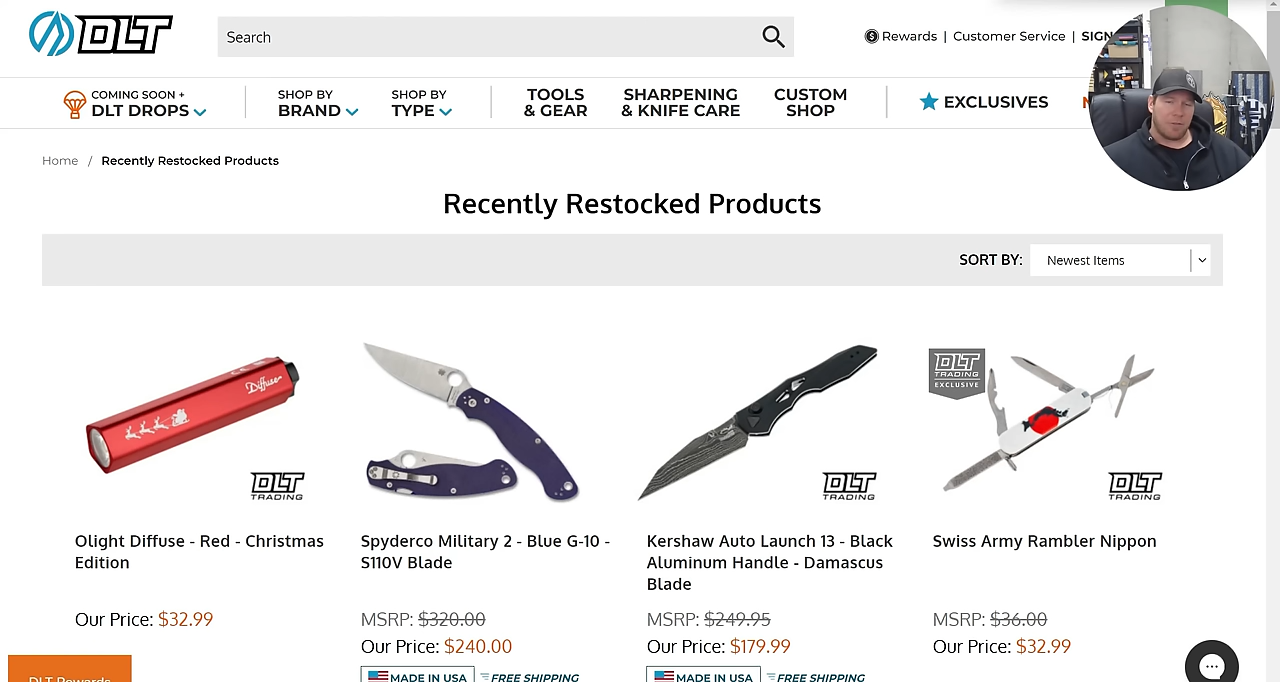 DLT
Search
Rewards | Customer Service | SIGN
COMING SOON +
DLT DROPS
SHOP BY
BRAND
SHOP BY
TYPE
TOOLS
& GEAR
SHARPENING
& KNIFE CARE
CUSTOM
SHOP
EXCLUSIVES
Home / Recently Restocked Products
Recently Restocked Products
SORT BY: Newest Items
Diffuse
DLT
TRADING
DLT
TRADING
DLT
TRADING
EXCLUSIVE
DLT
TRADING
Olight Diffuse - Red - Christmas
Edition
Our Price: $32.99
Spyderco Military 2 - Blue G-10 -
S110V Blade
MSRP: $320.00
Our Price: $240.00
MADE IN USA FREE SHIPPING
Kershaw Auto Launch 13 - Black
Aluminum Handle - Damascus
Blade
MSRP: $249.95
Our Price: $179.99
MADE IN USA FREE SHIPPING
Swiss Army Rambler Nippon
MSRP: $36.00
Our Price: $32.99
DLT Rewards